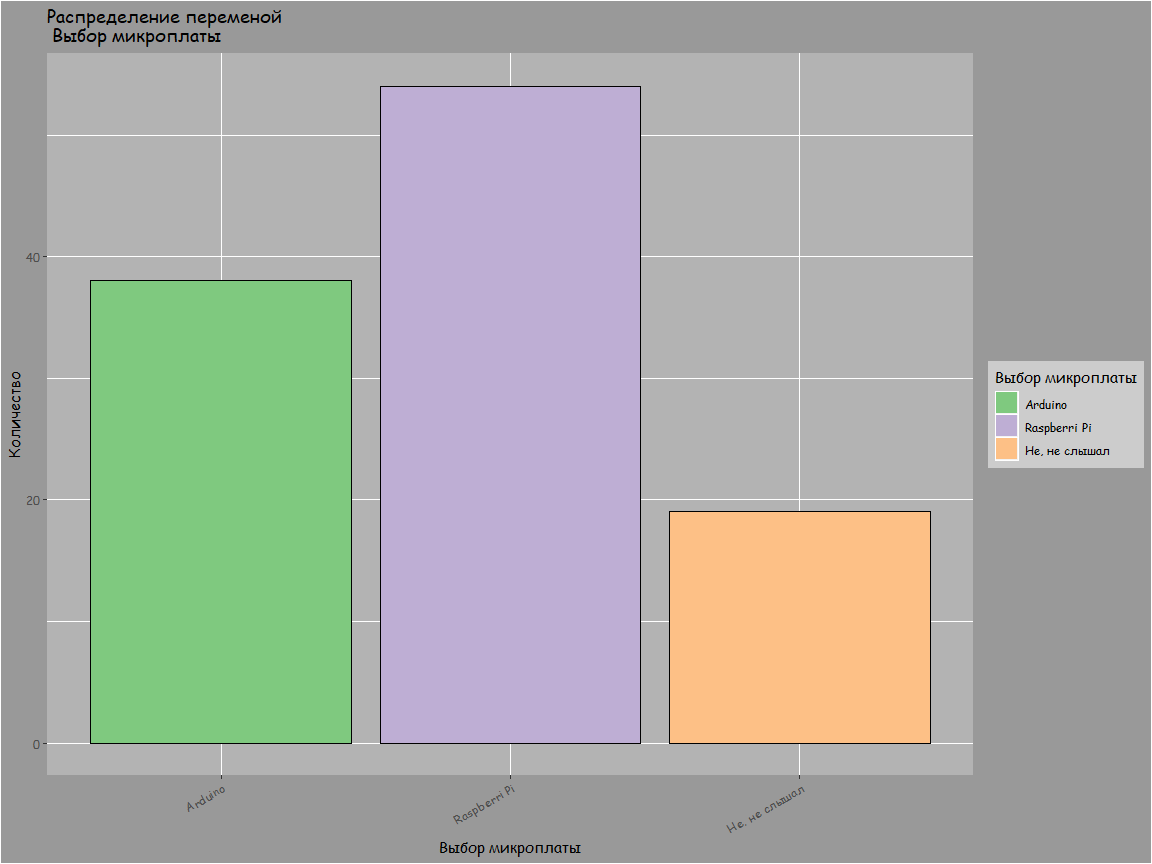 Распределение переменой
Выбор микроплаты
Количество
40
20
0
Arduino
Raspberri Pi
Не, не слышал
Выбор микроплаты
Выбор микроплаты
Arduino
Raspberri Pi
Не, не слышал